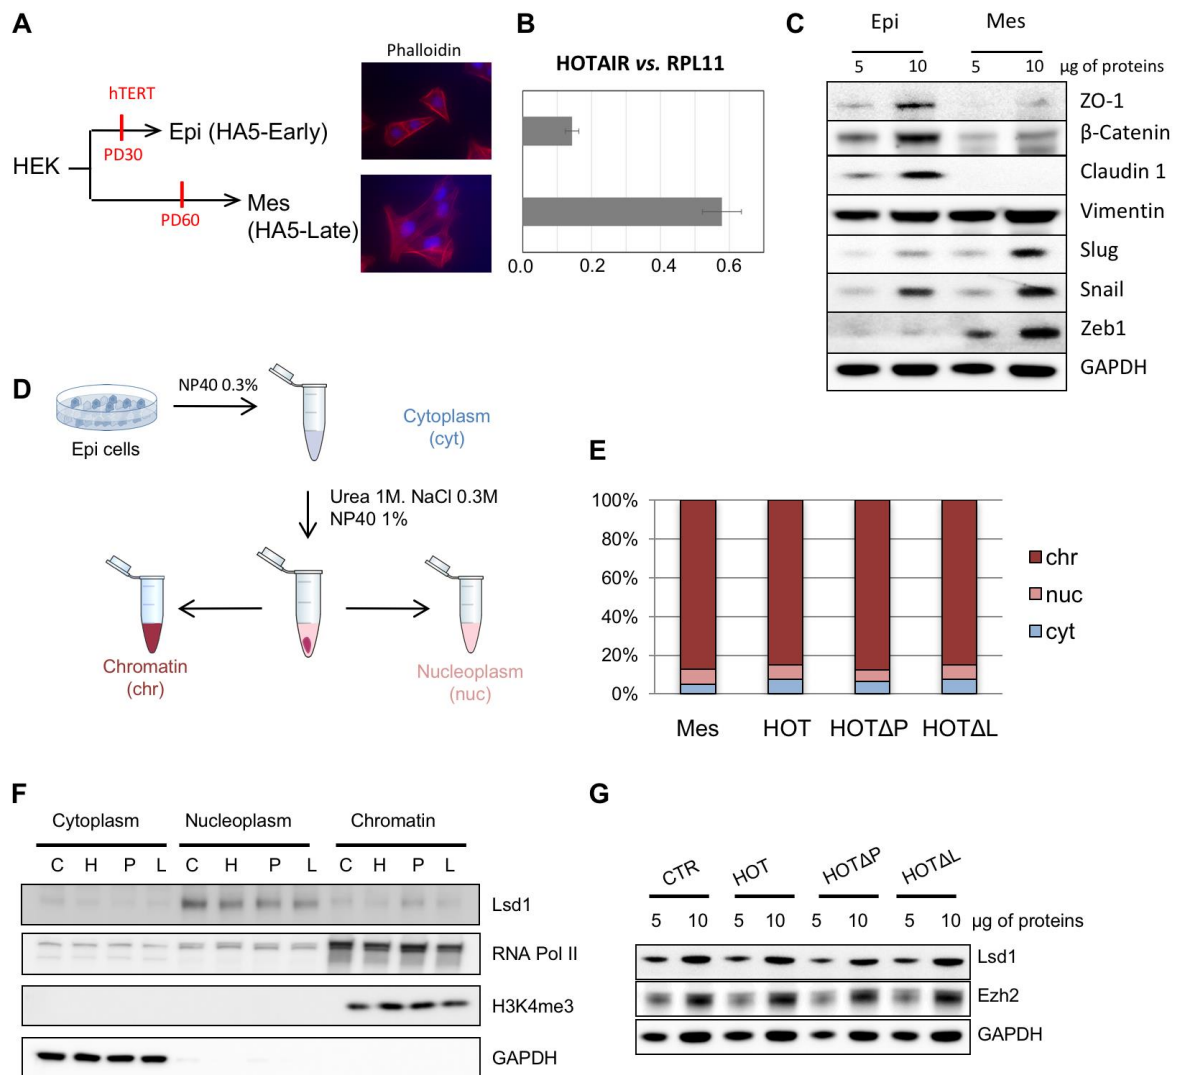 A
hTERT
Epi (HA5-Early)
PD30
HEK
Mes
(HA5-Late)
PD60
Phalloidin
B
HOTAIR vs. RPL11
0.0 0.2 0.4 0.6
C
Epi Mes
5 10 5 10 µg of proteins
ZO-1
β-Catenin
Claudin 1
Vimentin
Slug
Snail
Zeb1
GAPDH
D
NP40 0.3%
Epi cells
Cytoplasm
(cyt)
Urea 1M. NaCl 0.3M
NP40 1%
Chromatin
(chr)
Nucleoplasm
(nuc)
E
100%
80%
60%
40%
20%
0%
Mes HOT HOTΔP HOTΔL
chr
nuc
cyt
F
Cytoplasm Nucleoplasm Chromatin
C H P L C H P L C H P L
Lsd1
RNA Pol II
H3K4me3
GAPDH
G
CTR HOT HOTΔP HOTΔL
5 10 5 10 5 10 5 10 µg of proteins
Lsd1
Ezh2
GAPDH